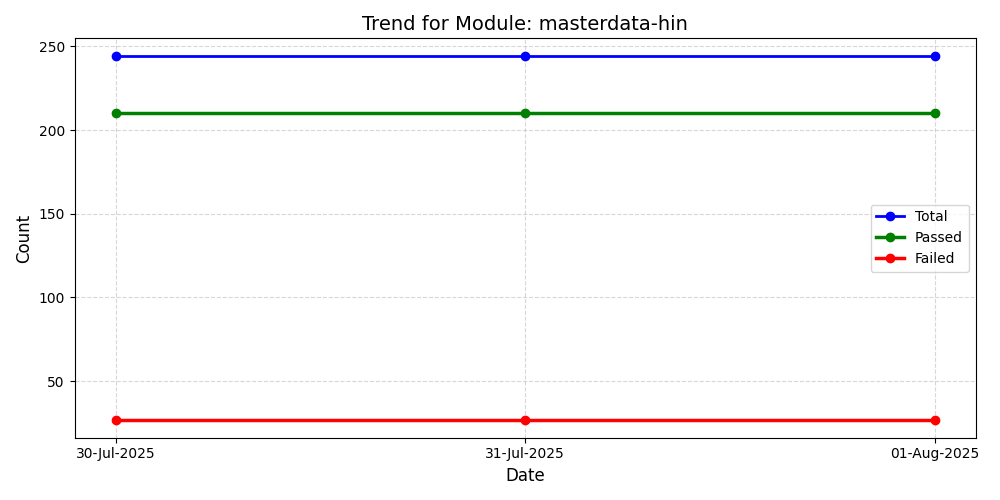 Trend for Module: masterdata-hin
250
200
150
100
50
Count
Total
Passed
Failed
30-Jul-2025
31-Jul-2025
01-Aug-2025
Date